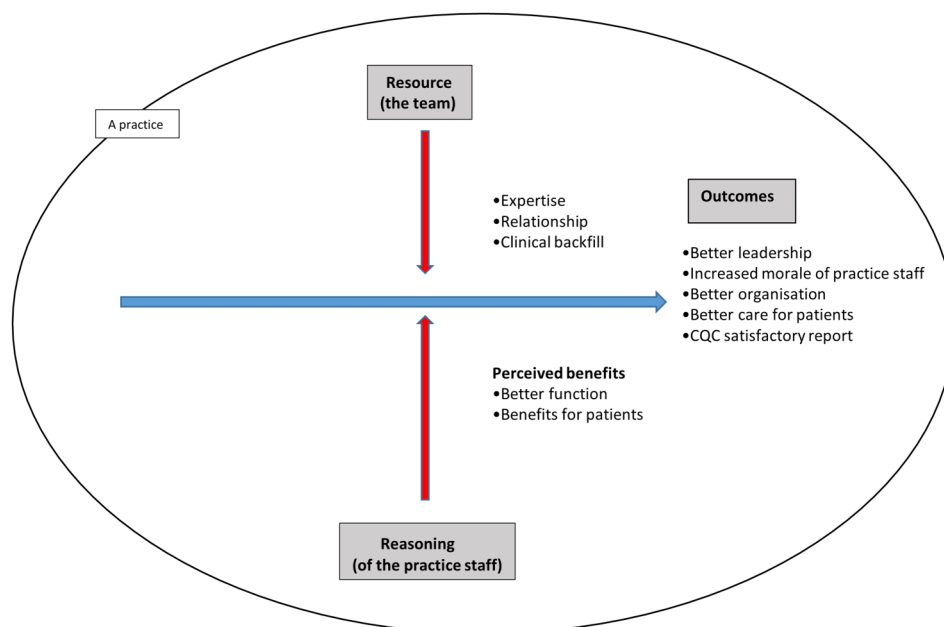 Resource
(the team)
A practice
•Expertise
•Relationship
•Clinical backfill
Outcomes
•Better leadership
•Increased morale of practice staff
•Better organisation
•Better care for patients
•CQC satisfactory report
Perceived benefits
•Better function
•Benefits for patients
Reasoning
(of the practice staff)